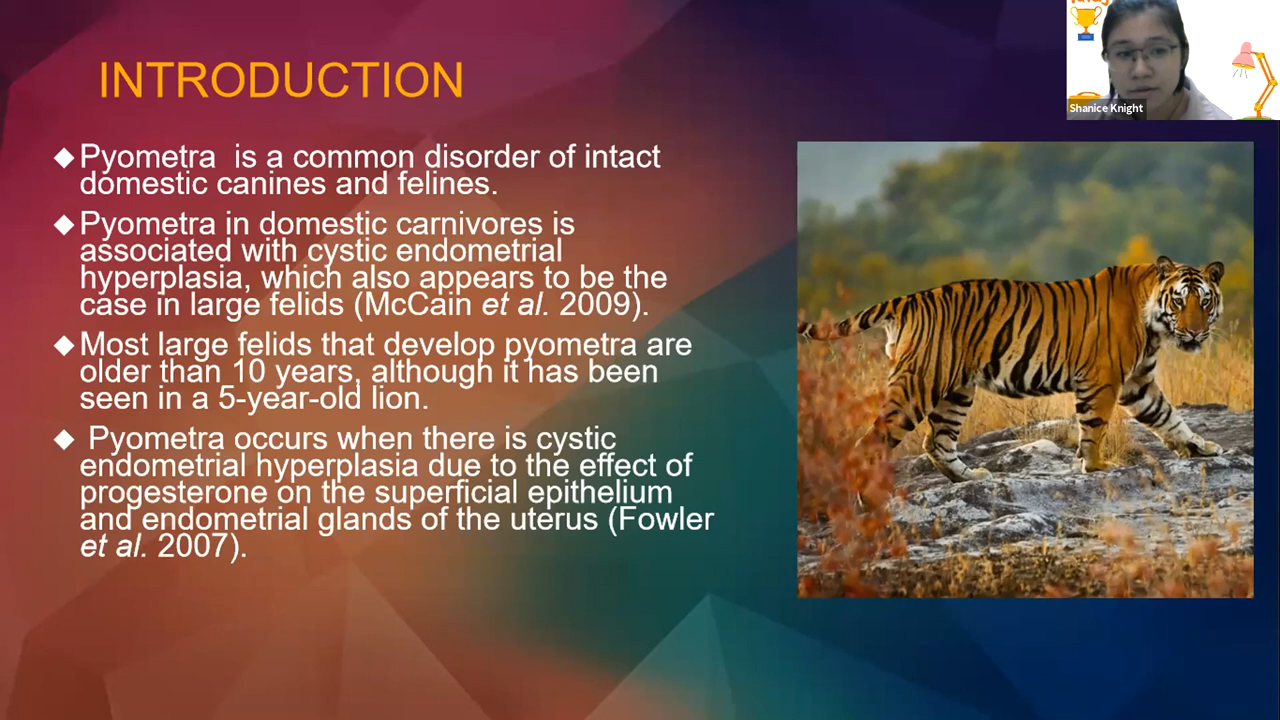 INTRODUCTION
Shanice Knight
◆Pyometra  is a common disorder of intact
domestic canines and felines.
◆Pyometra in domestic carnivores is
associated with cystic endometrial
hyperplasia, which also appears to be the
case in large felids (McCain et al. 2009).
◆Most large felids that develop pyometra are
older than 10 years, although it has been
seen in a 5-year-old lion.
◆ Pyometra occurs when there is cystic
endometrial hyperplasia due to the effect of
progesterone on the superficial epithelium
and endometrial glands of the uterus (Fowler
et al. 2007).